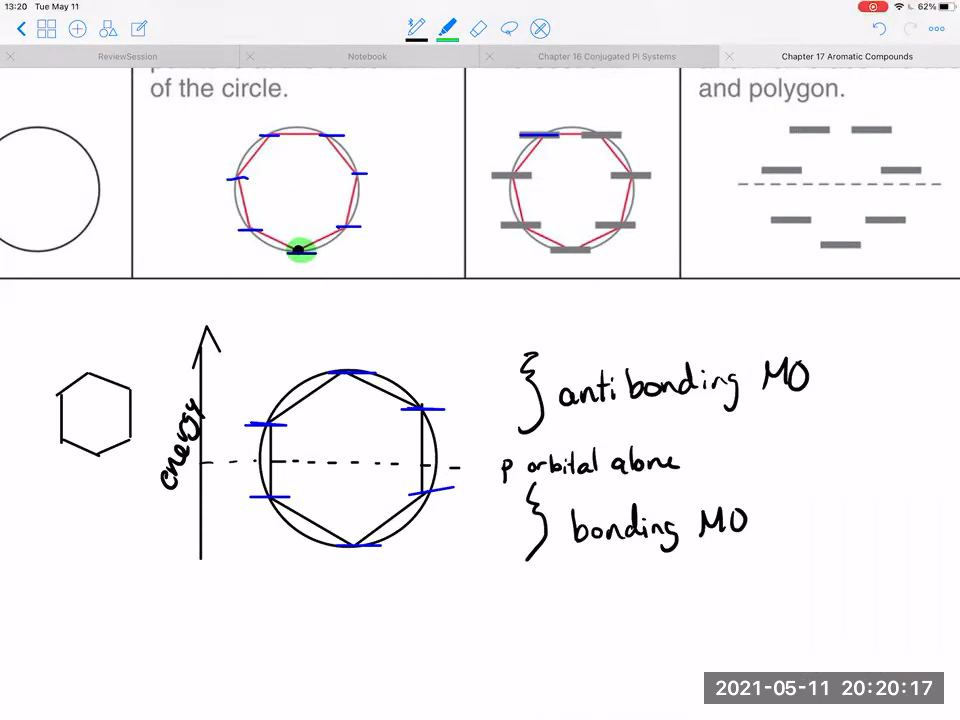 13:20 Tue May 11
62%
ReviewSession
Notebook
Chapter 16 Conjugated Pi Systems
Chapter 17 Aromatic Compounds
of the circle.
and polygon.
energy
antibonding MO
p orbital alone
bonding MO
2021-05-11 20:20:17